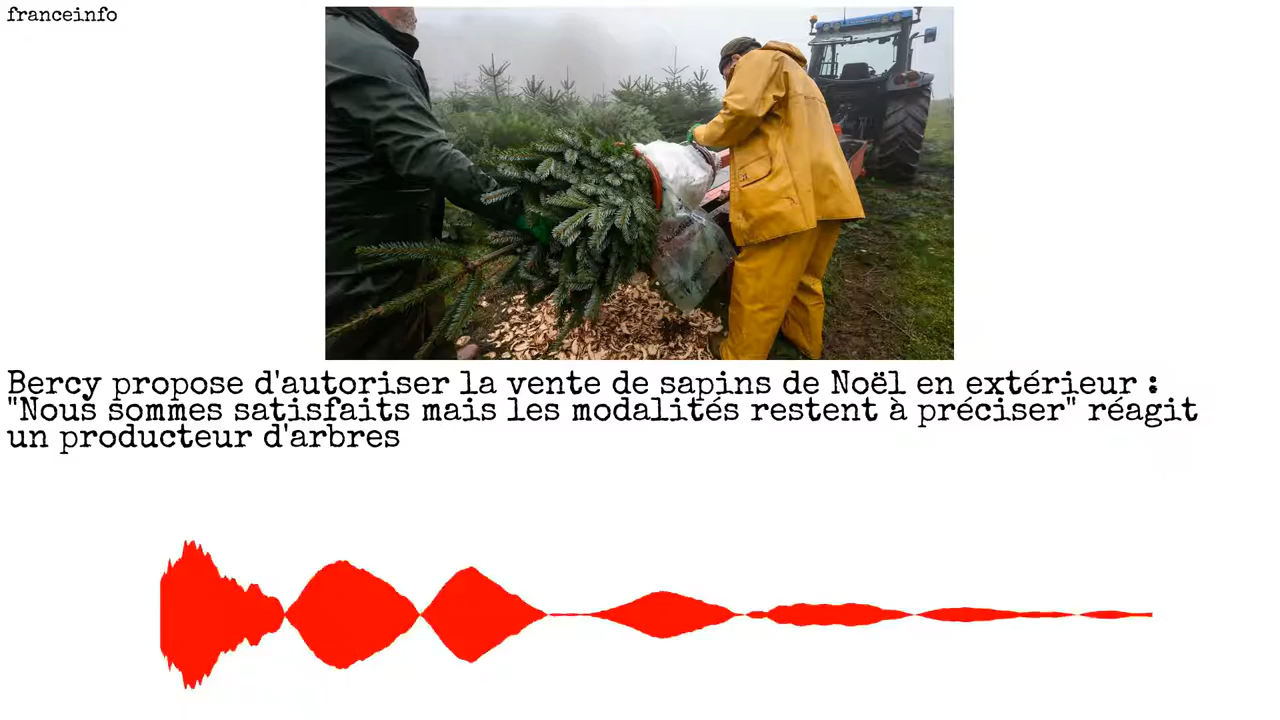 franceinfo
Bercy propose d'autoriser la vente de sapins de Noël en extérieur :
"Nous sommes satisfaits mais les modalités restent à préciser" réagit
un producteur d'arbres